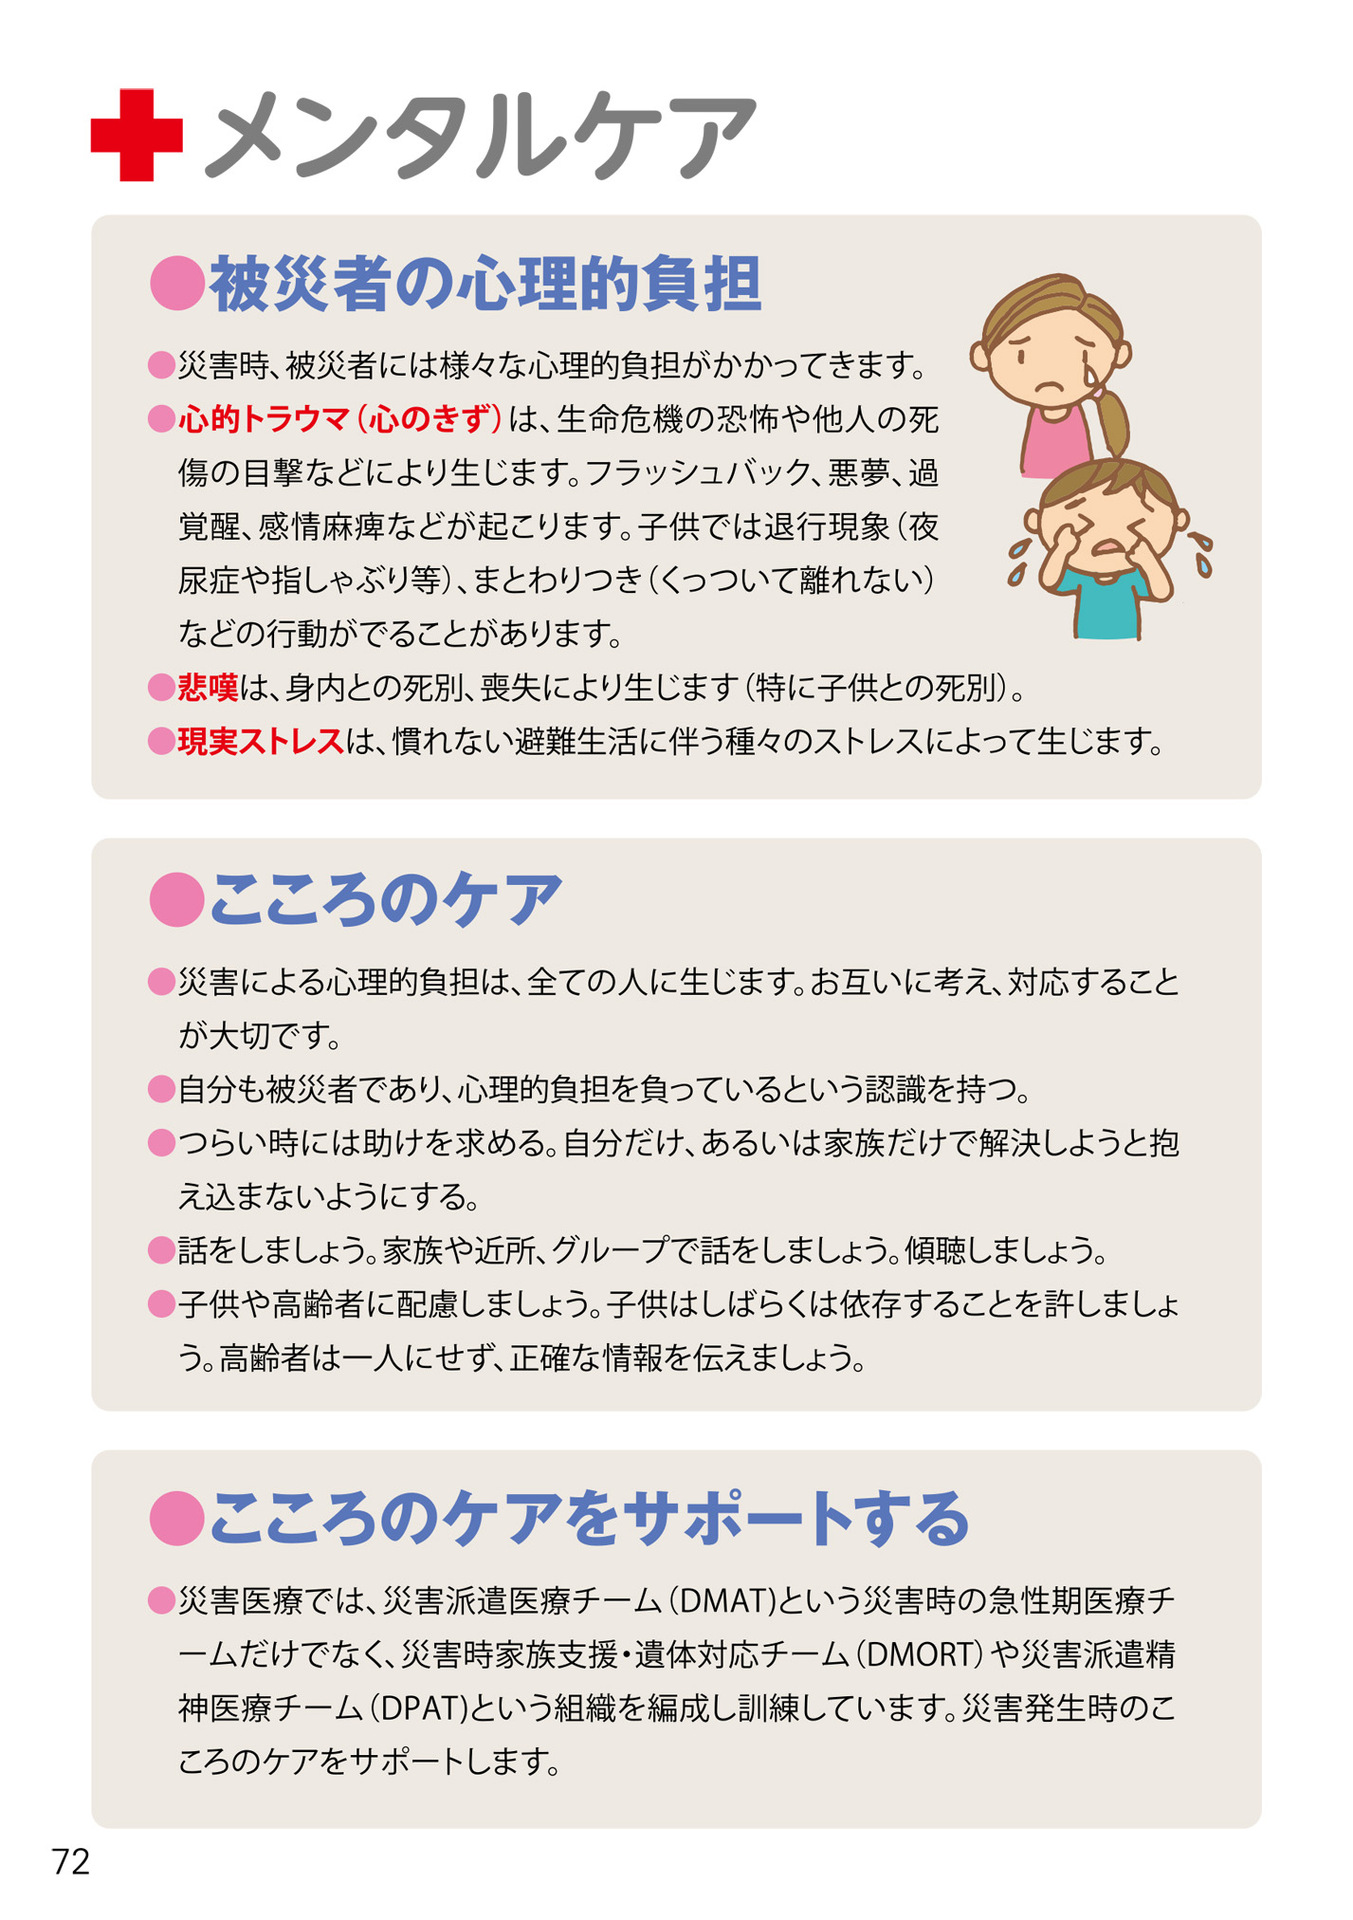 メンタルケア
●被災者の心理的負担
●災害時、被災者には様々な心理的負担がかかってきます。
●心的トラウマ（心のきず）は、生命危機の恐怖や他人の死
傷の目撃などにより生じます。フラッシュバック、悪夢、過
覚醒、感情麻痺などが起こります。子供では退行現象（夜
尿症や指しゃぶり等）、まとわりつき（くっついて離れない）
などの行動がでることがあります。
●悲嘆は、身内との死別、喪失により生じます（特に子供との死別）。
●現実ストレスは、慣れない避難生活に伴う種々のストレスによって生じます。
●こころのケア
●災害による心理的負担は、全ての人に生じます。お互いに考え、対応すること
が大切です。
●自分も被災者であり、心理的負担を負っているという認識を持つ。
●つらい時には助けを求める。自分だけ、あるいは家族だけで解決しようと抱
え込まないようにする。
●話をしましょう。家族や近所、グループで話をしましょう。傾聴しましょう。
●子供や高齢者に配慮しましょう。子供はしばらくは依存することを許しましょ
う。高齢者は一人にせず、正確な情報を伝えましょう。
●こころのケアをサポートする
●災害医療では、災害派遣医療チーム（DMAT)という災害時の急性期医療チ
ームだけでなく、災害時家族支援・遺体対応チーム（DMORT）や災害派遣精
神医療チーム（DPAT)という組織を編成し訓練しています。災害発生時のこ
ころのケアをサポートします。
72